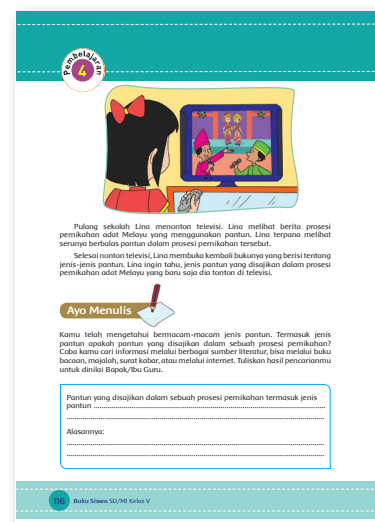 Pembelajaran
4
Pulang sekolah Lina menonton televisi. Lina melihat berita prosesi
pernikahan adat Melayu yang menggunakan pantun. Lina terpana melihat
serunya berbalas pantun dalam prosesi pernikahan tersebut.
Selesai nonton televisi, Lina membuka kembali bukunya yang berisi tentang
jenis-jenis pantun. Lina ingin tahu, jenis pantun yang disajikan dalam prosesi
pernikahan adat Melayu yang baru saja dia tonton di televisi.
Ayo Menulis
Kamu telah mengetahui bermacam-macam jenis pantun. Termasuk jenis
pantun apakah pantun yang disajikan dalam sebuah prosesi pernikahan?
Coba kamu cari informasi melalui berbagai sumber literatur, bisa melalui buku
bacaan, majalah, surat kabar, atau melalui internet. Tuliskan hasil pencarianmu
untuk dinilai Bapak/Ibu Guru.
Pantun yang disajikan dalam sebuah prosesi pernikahan termasuk jenis
pantun
Alasannya:
116 Buku Siswa SD/MI Kelas V